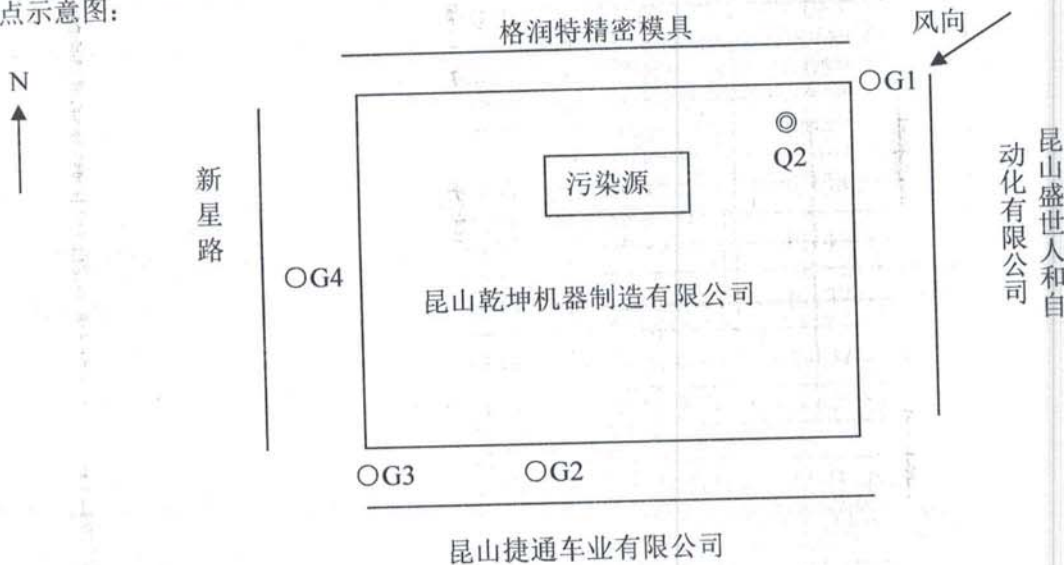 点示意图：
格润特精密模具
风向
N
○G1
◎
Q2
污染源
新星路
昆山盛世人和自
动化有限公司
○G4
昆山乾坤机器制造有限公司
○G3
○G2
昆山捷通车业有限公司